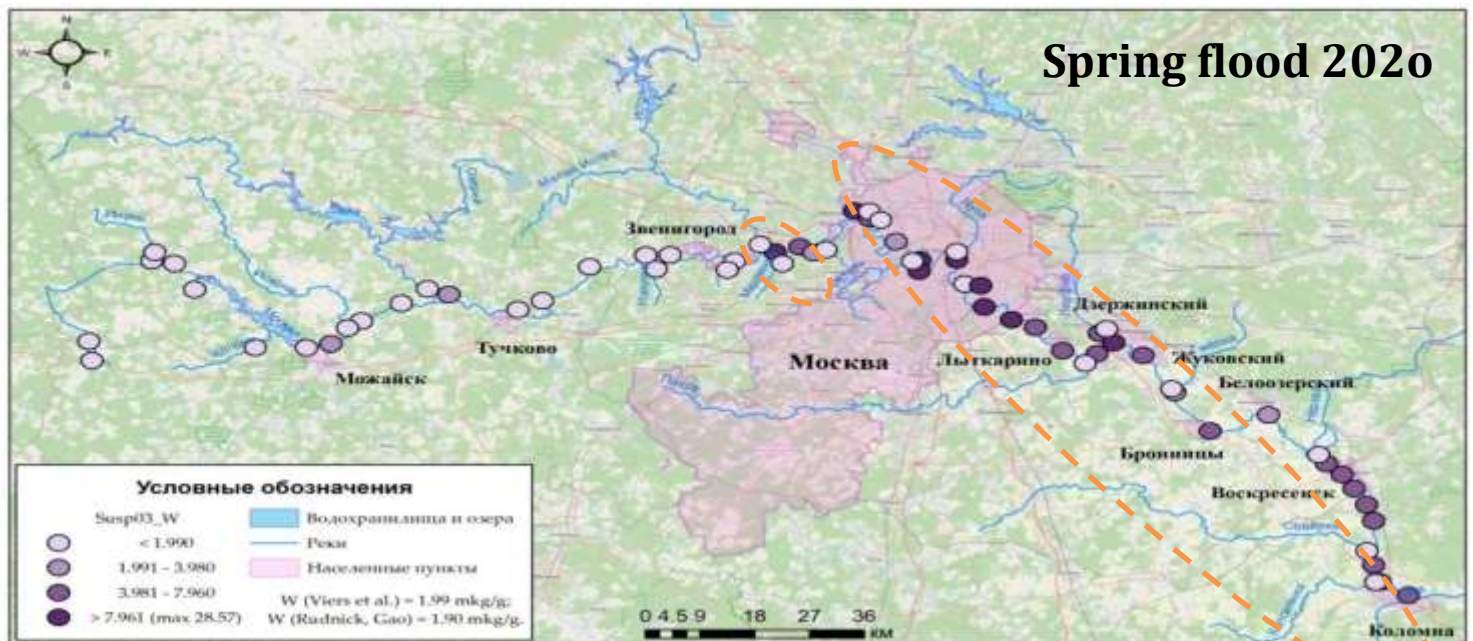 Spring flood 202o
N
W
E
S
Звенигород
Дзержинский
Тучково
Москва
Лыткарино
Жуковский
Можайск
Белоозерский
Пахра
Бронницы
Воскресенск
Коломна
Условные обозначения
Susp03_W
< 1.990
1.991 - 3.980
3.981 - 7.960
> 7.961 (max 28.57)
Водохранилища и озера
Реки
Населенные пункты
W (Viers et al.) = 1.99 mkg/g;
W (Rudnick, Gao) = 1.90 mkg/g.
0 4.5 9 18 27 36
КМ